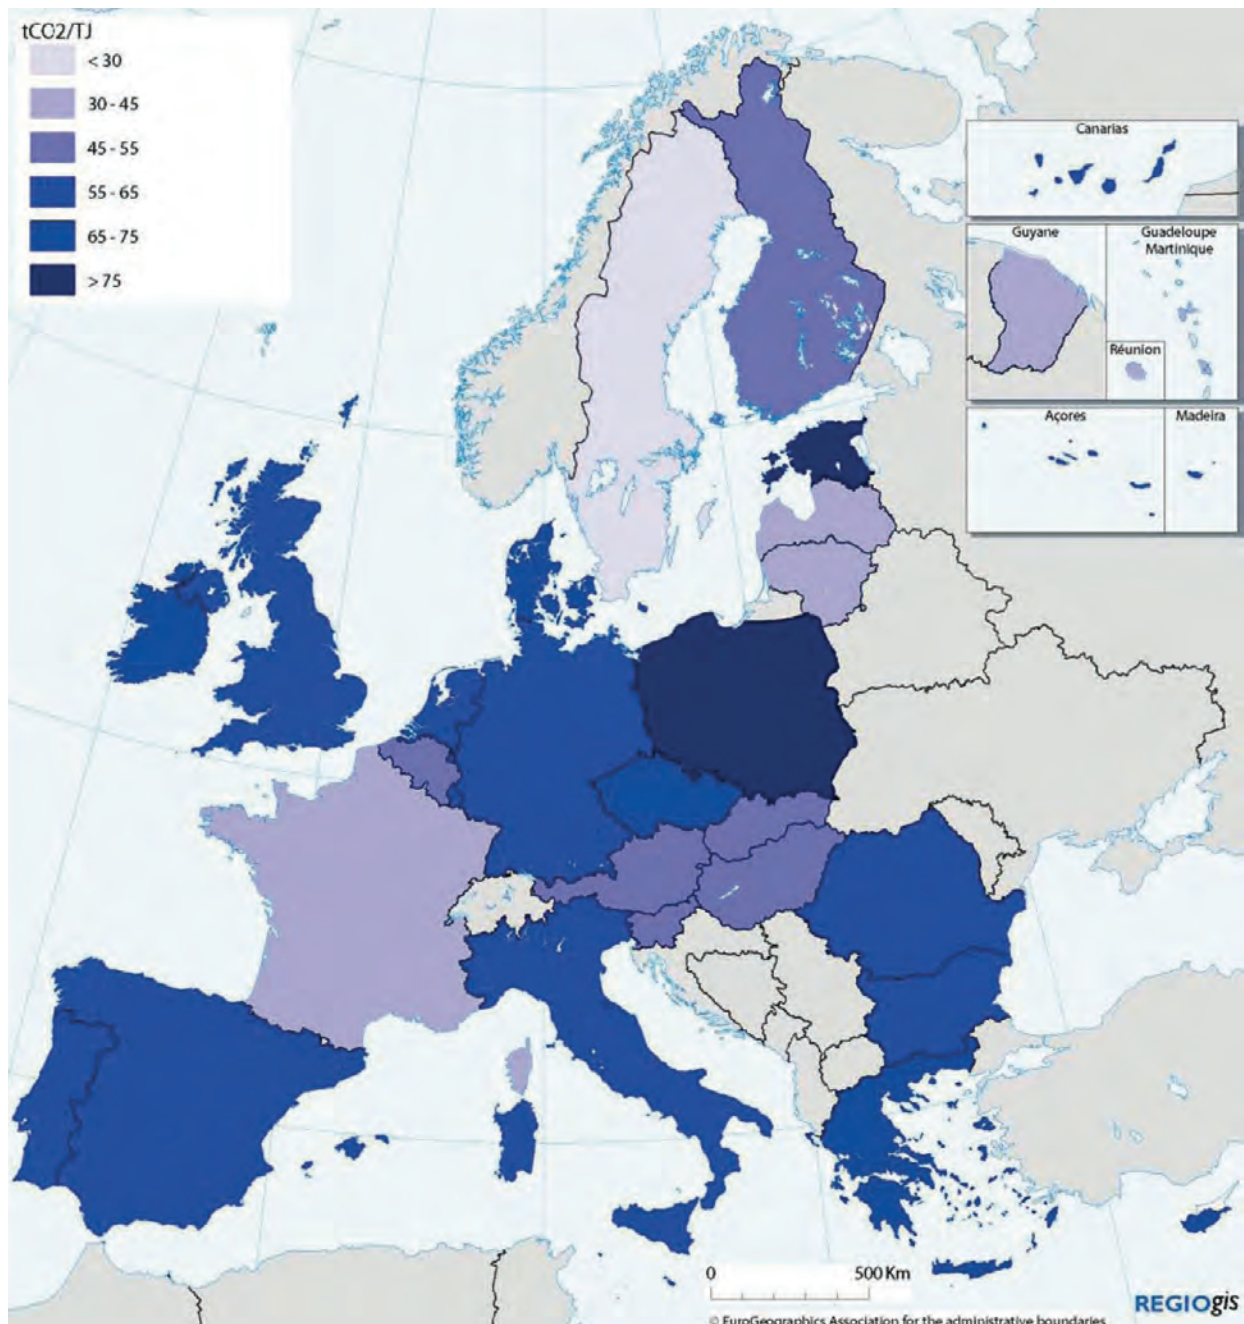 tCO2/TJ
< 30
30 - 45
45 - 55
55 - 65
65 - 75
> 75
Canarias
Guyane
Guadeloupe
Martinique
Réunion
Açores
Madeira
0
500 Km
REGIOgis
© EuroGeographics Association for the administrative boundaries